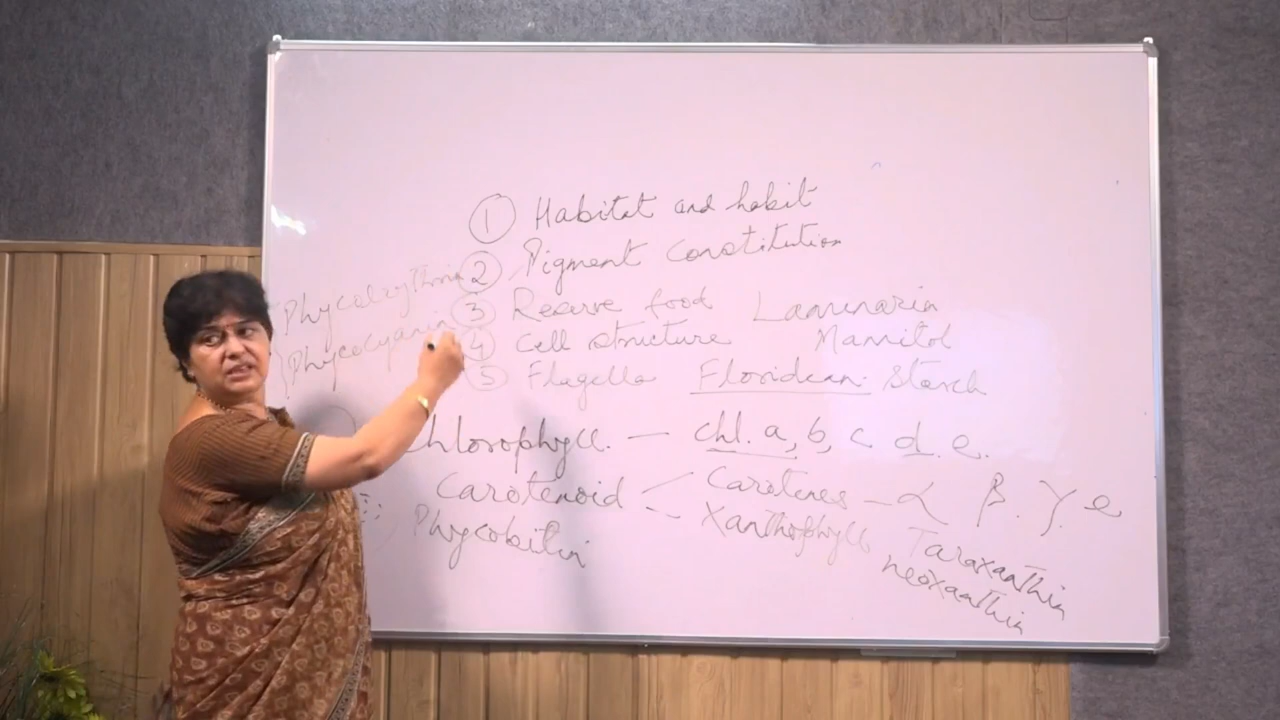 ① Habitat and habit
② Pigment Constitution
③ Reserve food Laminarin
④ Cell structure Mannitol
⑤ Flagella Floridean Starch
Phycoerythrin
Phycocyanin
Chlorophyll. — chl. a, b, c d e.
Carotenoid < Carotenes - α β γ e
Xanthophyll Taraxanthin
neoxanthin
Phycobilin